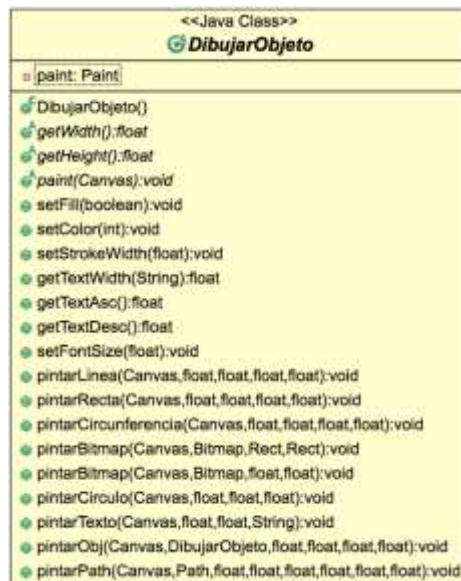 <<Java Class>>
DibujarObjeto
paint: Paint
DibujarObjeto()
getWidth():float
getHeight():float
paint(Canvas):void
setFill(boolean):void
setColor(int):void
setStrokeWidth(float):void
getTextWidth(String):float
getTextAsc():float
getTextDesc():float
setFontSize(float):void
pintarLinea(Canvas,float,float,float,float):void
pintarRecta(Canvas,float,float,float,float):void
pintarCircunferencia(Canvas,float,float,float,float):void
pintarBitmap(Canvas,Bitmap,Rect,Rect):void
pintarBitmap(Canvas,Bitmap,float,float):void
pintarCirculo(Canvas,float,float,float):void
pintarTexto(Canvas,float,float,String):void
pintarObj(Canvas,DibujarObjeto,float,float,float,float):void
pintarPath(Canvas,Path,float,float,float,float,float,float):void